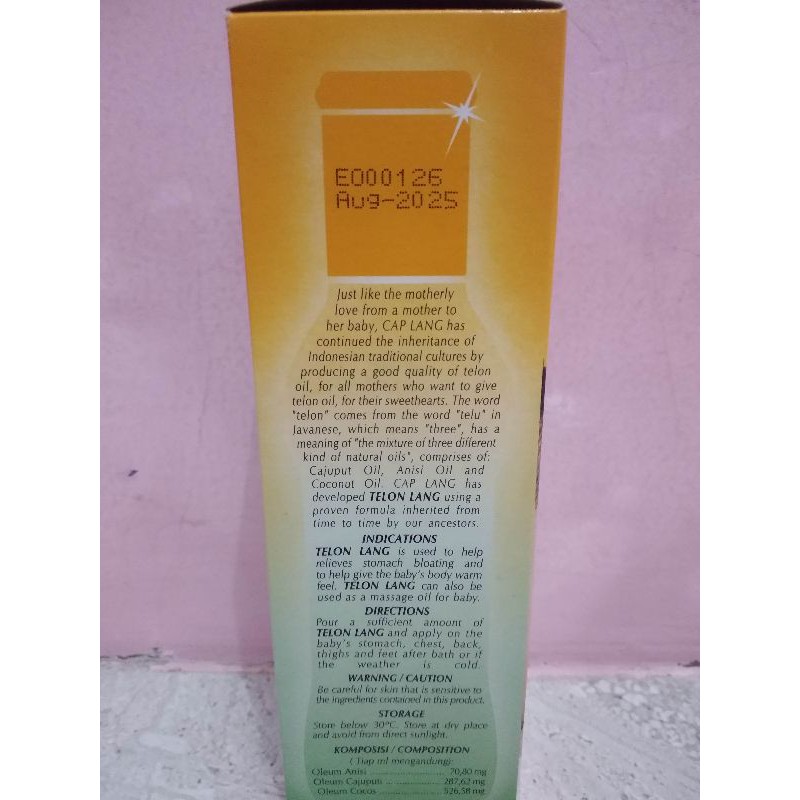 E000126
Aug-2025
Just like the motherly
love from a mother to
her baby, CAP LANG has
continued the inheritance of
Indonesian traditional cultures by
producing a good quality of telon
oil, for all mothers who want to give
telon oil, for their sweethearts. The word
"telon" comes from the word "telu" in
Javanese, which means "three", has a
meaning of "the mixture of three different
kind of natural oils", comprises of:
Cajuput Oil, Anisi Oil and
Coconut Oil. CAP LANG has
developed TELON LANG using a
proven formula inherited from
time to time by our ancestors.
INDICATIONS
TELON LANG is used to help
relieves stomach bloating and
to help give the baby's body warm
feel. TELON LANG can also be
used as a massage oil for baby.
DIRECTIONS
Pour a sufficient amount of
TELON LANG and apply on the
baby's stomach, chest, back,
thighs and feet after bath or if
the weather is cold.
WARNING / CAUTION
Be careful for skin that is sensitive to
the ingredients contained in this product.
STORAGE
Store below 30°C. Store at dry place
and avoid from direct sunlight.
KOMPOSISI / COMPOSITION
( Tiap ml mengandung):
Oleum Anisi .......................... 70,80 mg
Oleum Cajuputi .................... 287,62 mg
Oleum Cocos ....................... 526,58 mg